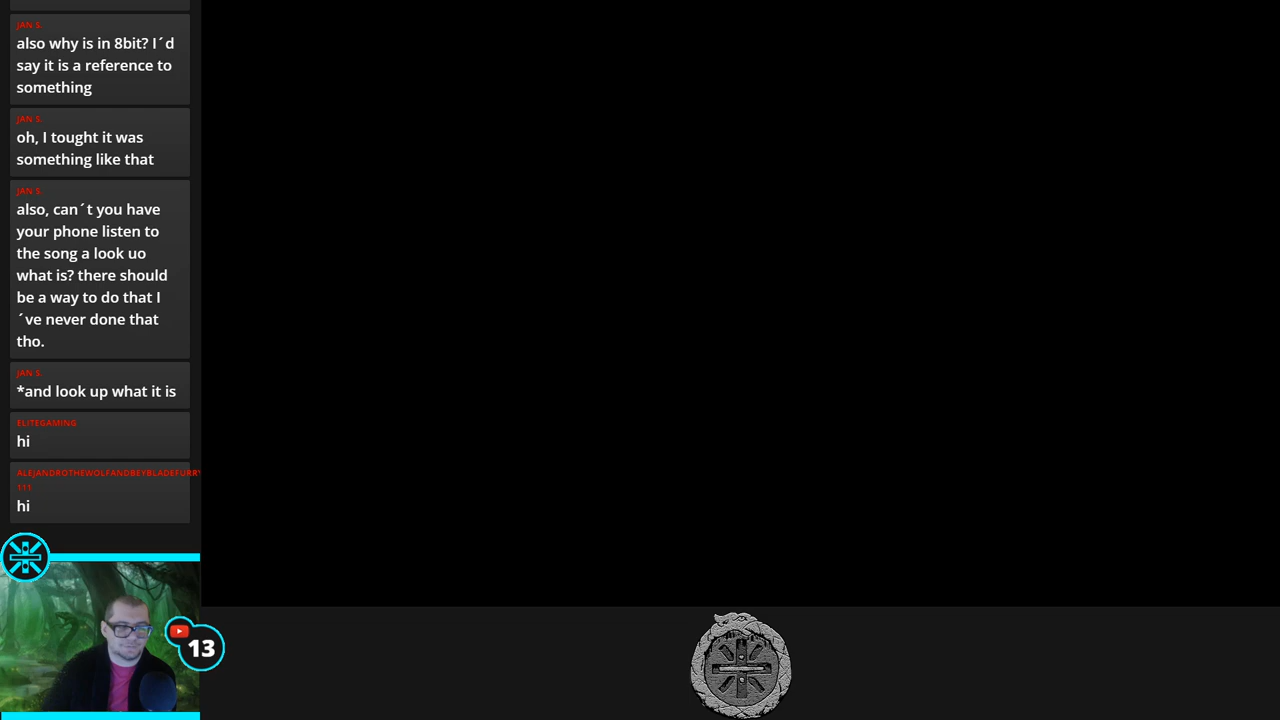 JAN S.
also why is in 8bit? I´d
say it is a reference to
something
JAN S.
oh, I tought it was
something like that
JAN S.
also, can´t you have
your phone listen to
the song a look uo
what is? there should
be a way to do that I
´ve never done that
tho.
JAN S.
*and look up what it is
ELITEGAMING
hi
ALEJANDROTHEWOLFANDBEYBLADEFURRY
111
hi
13